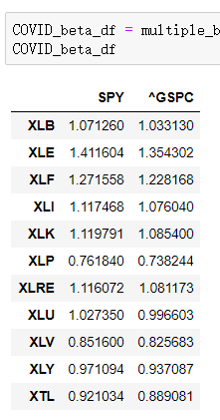 COVID_beta_df = multiple_b
COVID_beta_df
SPY ^GSPC
XLB 1.071260 1.033130
XLE 1.411604 1.354302
XLF 1.271558 1.228168
XLI 1.117468 1.076040
XLK 1.119791 1.085400
XLP 0.761840 0.738244
XLRE 1.116072 1.081173
XLU 1.027350 0.996603
XLV 0.851600 0.825683
XLY 0.971094 0.937087
XTL 0.921034 0.889081